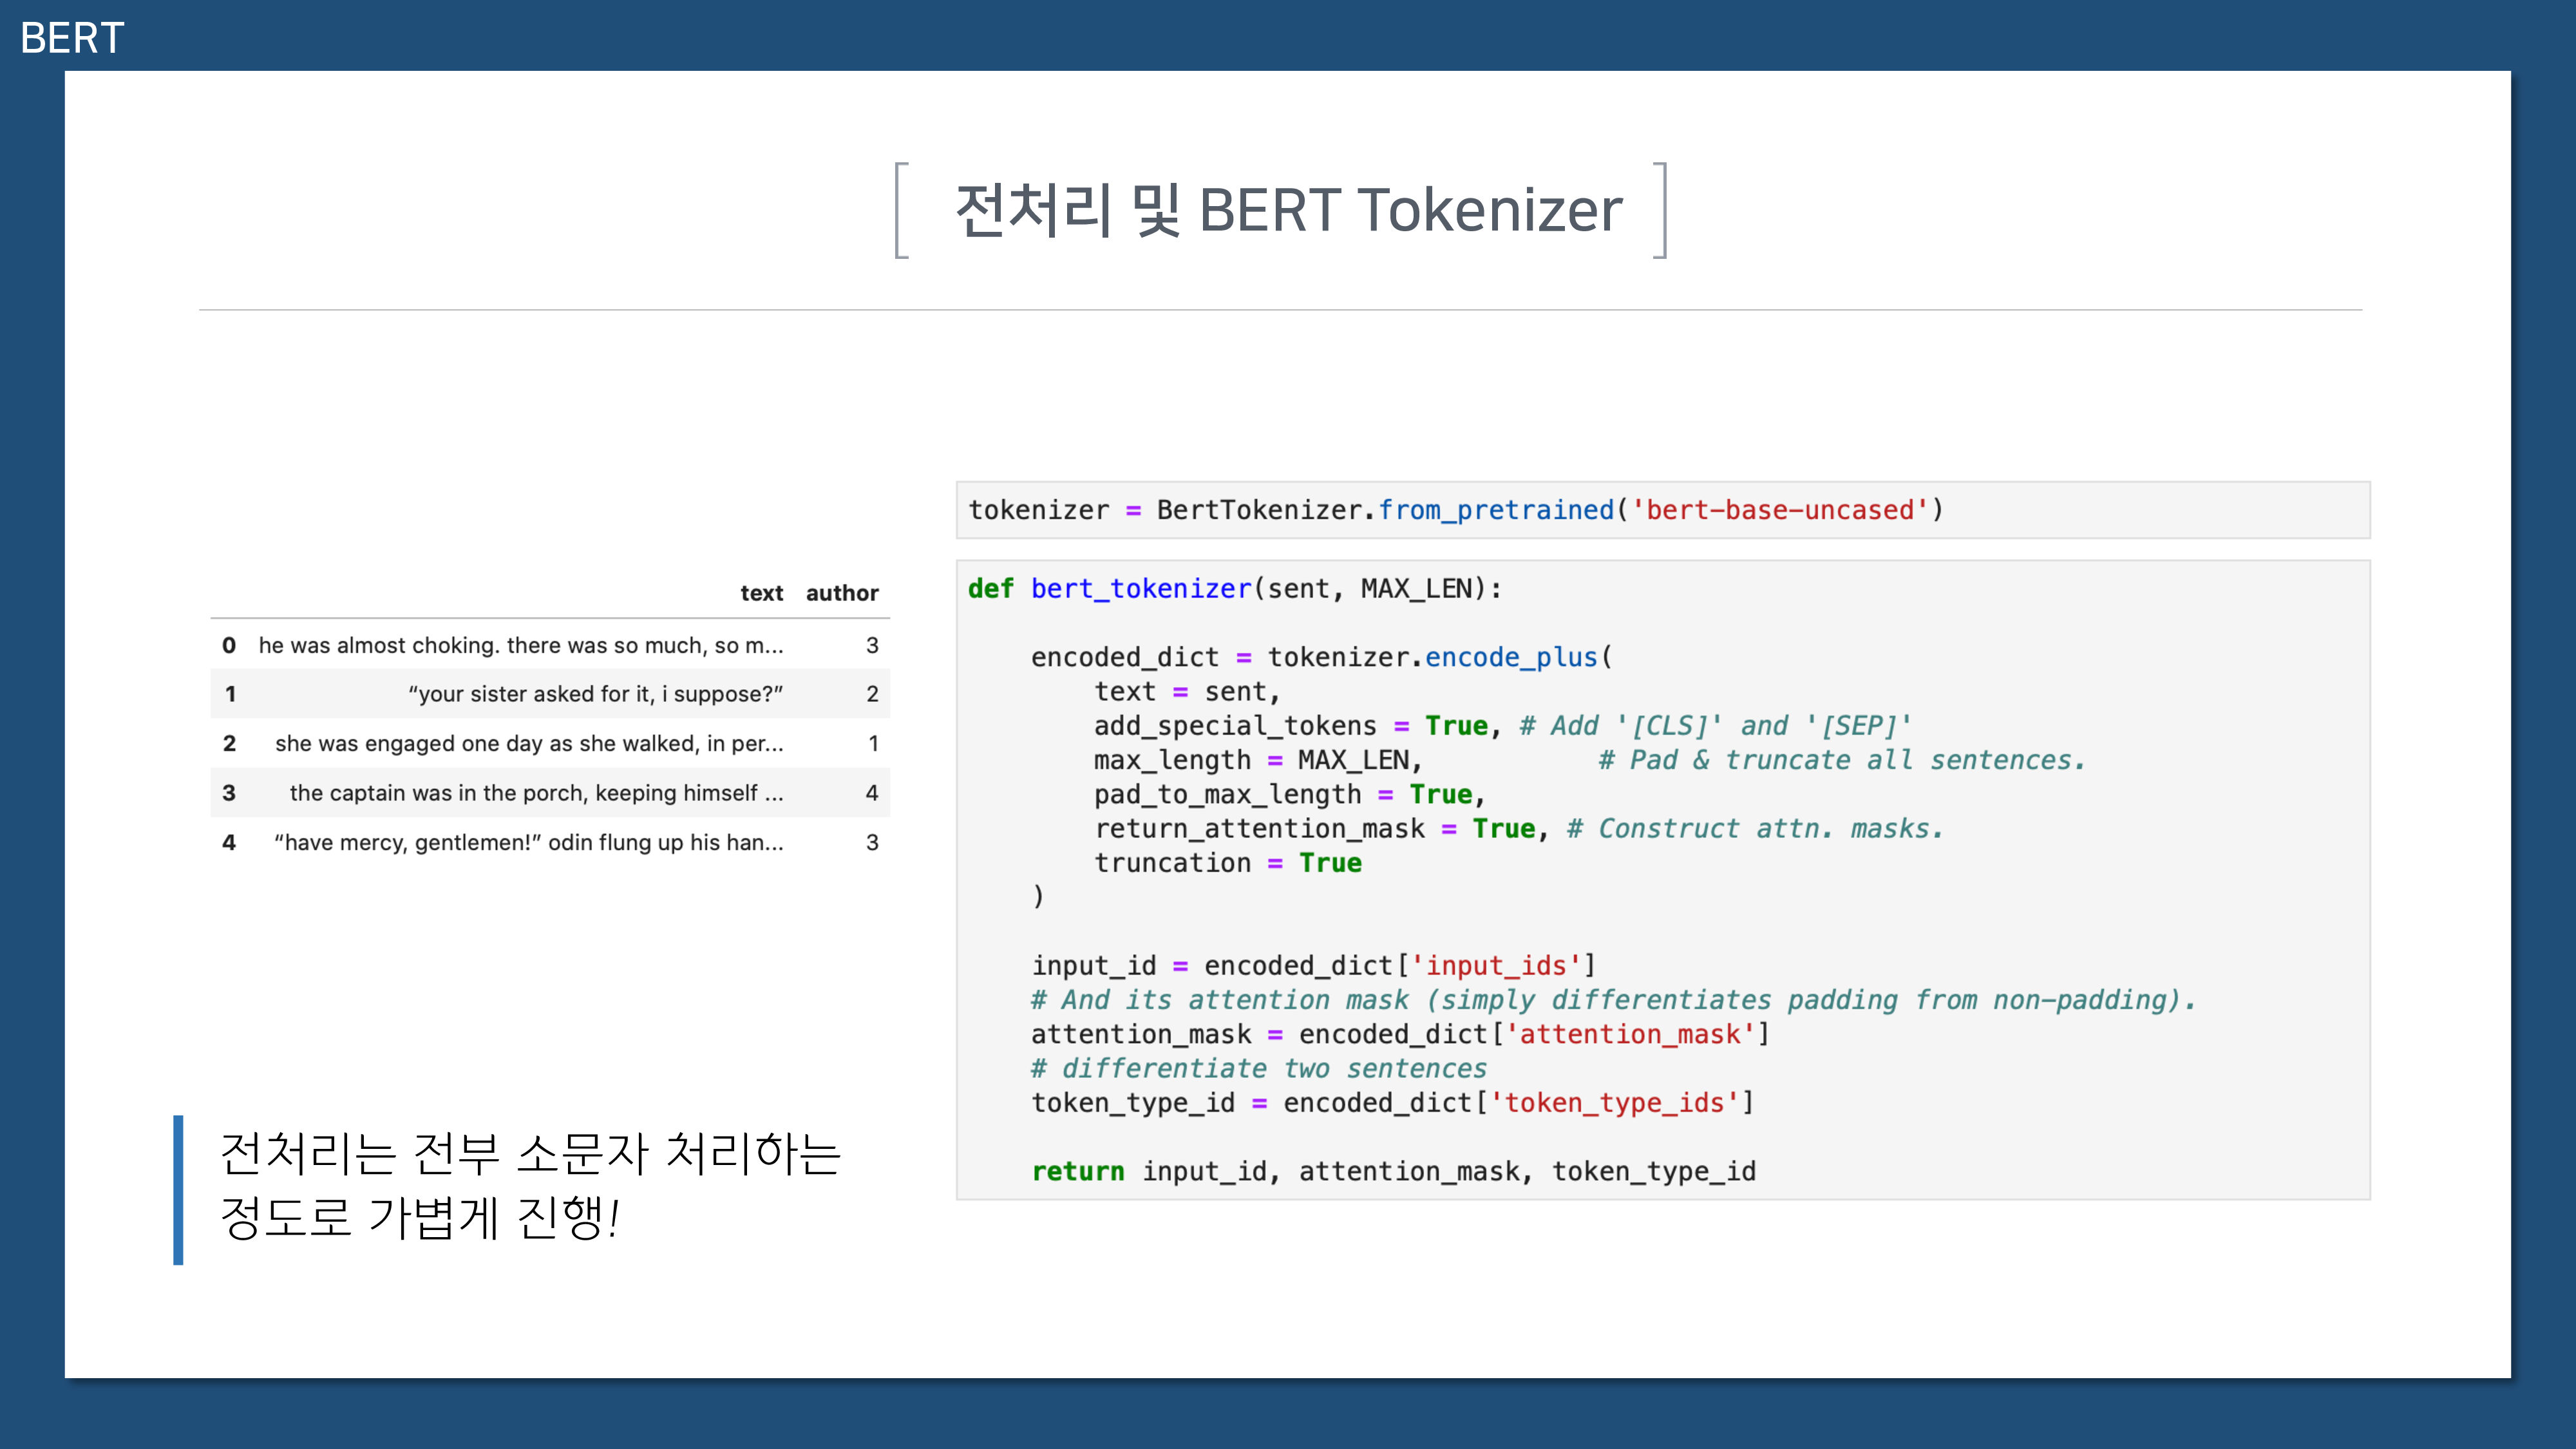 BERT
[ 전처리 및 BERT Tokenizer ]
text author
0 he was almost choking. there was so much, so m...  3
1 “your sister asked for it, i suppose?”  2
2 she was engaged one day as she walked, in per...  1
3 the captain was in the porch, keeping himself ...  4
4 “have mercy, gentlemen!” odin flung up his han...  3
전처리는 전부 소문자 처리하는
정도로 가볍게 진행!
tokenizer = BertTokenizer.from_pretrained('bert-base-uncased')
def bert_tokenizer(sent, MAX_LEN):
    encoded_dict = tokenizer.encode_plus(
        text = sent,
        add_special_tokens = True, # Add '[CLS]' and '[SEP]'
        max_length = MAX_LEN,           # Pad & truncate all sentences.
        pad_to_max_length = True,
        return_attention_mask = True, # Construct attn. masks.
        truncation = True
    )
    input_id = encoded_dict['input_ids']
    # And its attention mask (simply differentiates padding from non-padding).
    attention_mask = encoded_dict['attention_mask']
    # differentiate two sentences
    token_type_id = encoded_dict['token_type_ids']
    return input_id, attention_mask, token_type_id